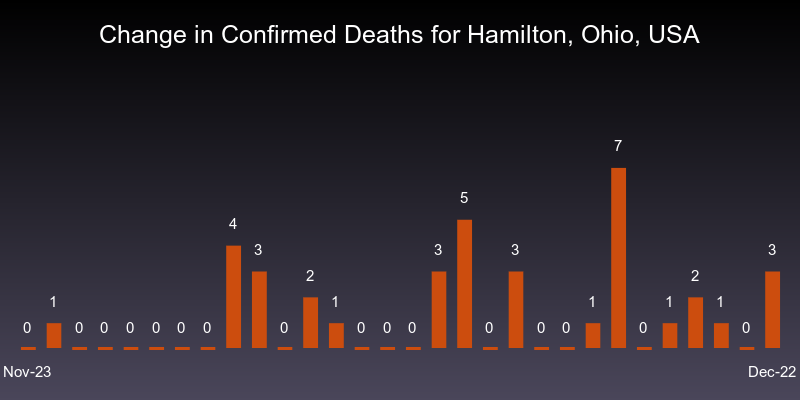 Change in Confirmed Deaths for Hamilton, Ohio, USA
7
5
4
3 3 3 3
2 2
1 1 1 1 1
0 0 0 0 0 0 0 0 0 0 0 0 0 0 0 0
Nov-23 Dec-22